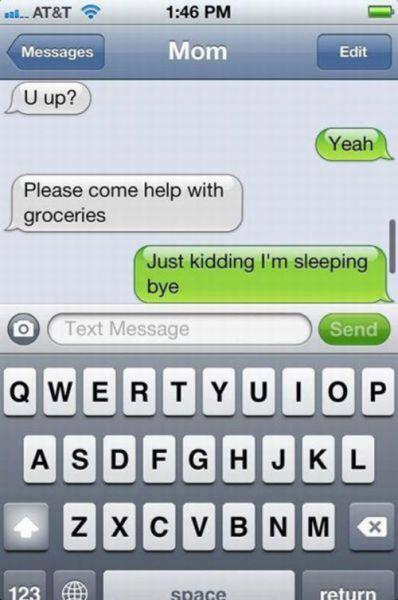 AT&T 1:46 PM
Messages Mom Edit
U up?
Yeah
Please come help with
groceries
Just kidding I'm sleeping
bye
Text Message Send
Q W E R T Y U I O P
A S D F G H J K L
Z X C V B N M
123 space return